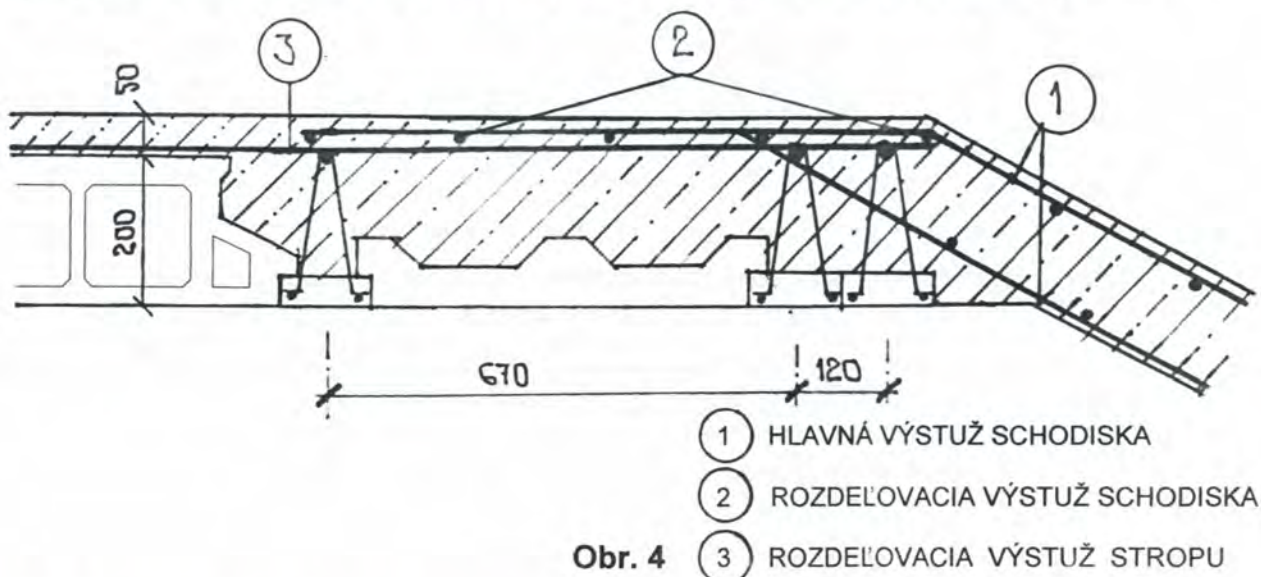 3
2
1
50
200
670
120
1 HLAVNÁ VÝSTUŽ SCHODISKA
2 ROZDEĽOVACIA VÝSTUŽ SCHODISKA
Obr. 4 3 ROZDEĽOVACIA VÝSTUŽ STROPU